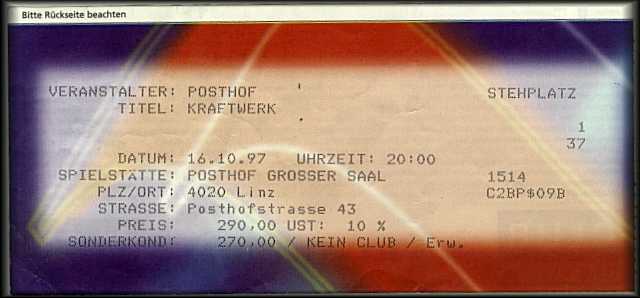 Bitte Rückseite beachten
VERANSTALTER: POSTHOF STEHPLATZ
TITEL: KRAFTWERK
1
37
DATUM: 16.10.97 UHRZEIT: 20:00
SPIELSTÄTTE: POSTHOF GROSSER SAAL 1514
PLZ/ORT: 4020 Linz C2BP$09B
STRASSE: Posthofstrasse 43
PREIS: 290,00 UST: 10 %
SONDERKOND: 270,00 / KEIN CLUB / Erw.